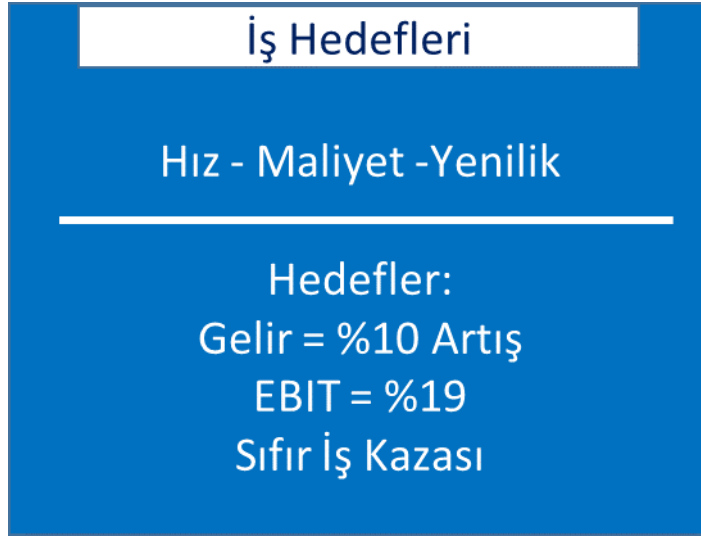 İş Hedefleri
Hız - Maliyet -Yenilik
Hedefler:
Gelir = %10 Artış
EBIT = %19
Sıfır İş Kazası